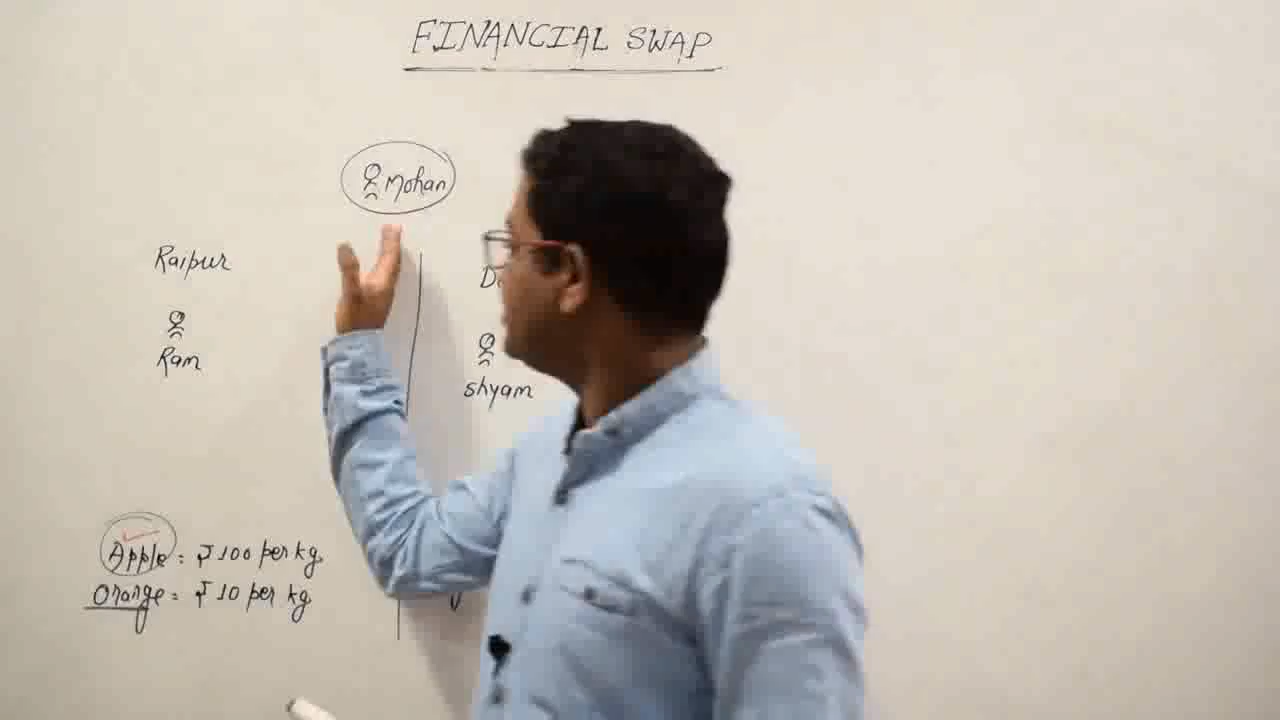 FINANCIAL SWAP
Mohan
Raipur
Ram
shyam
Apple = ₹ 100 per kg
Orange = ₹ 10 per kg